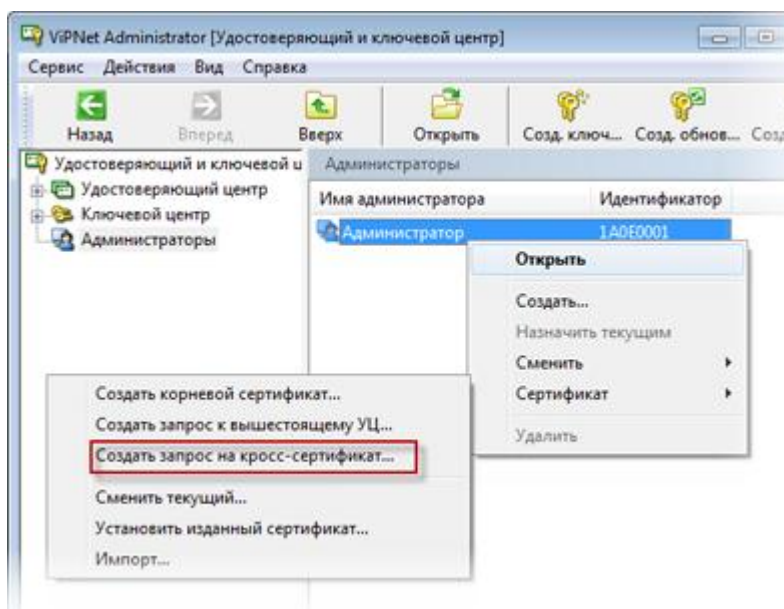 ViPNet Administrator [Удостоверяющий и ключевой центр]
Сервис Действия Вид Справка
Назад Вперед Вверх Открыть Созд. ключ... Созд. обнов... Созд
Удостоверяющий и ключевой ц
Удостоверяющий центр
Ключевой центр
Администраторы
Администраторы
Имя администратора Идентификатор
Администратор 1A0E0001
Открыть
Создать...
Назначить текущим
Сменить
Сертификат
Удалить
Создать корневой сертификат...
Создать запрос к вышестоящему УЦ...
Создать запрос на кросс-сертификат...
Сменить текущий...
Установить изданный сертификат...
Импорт...